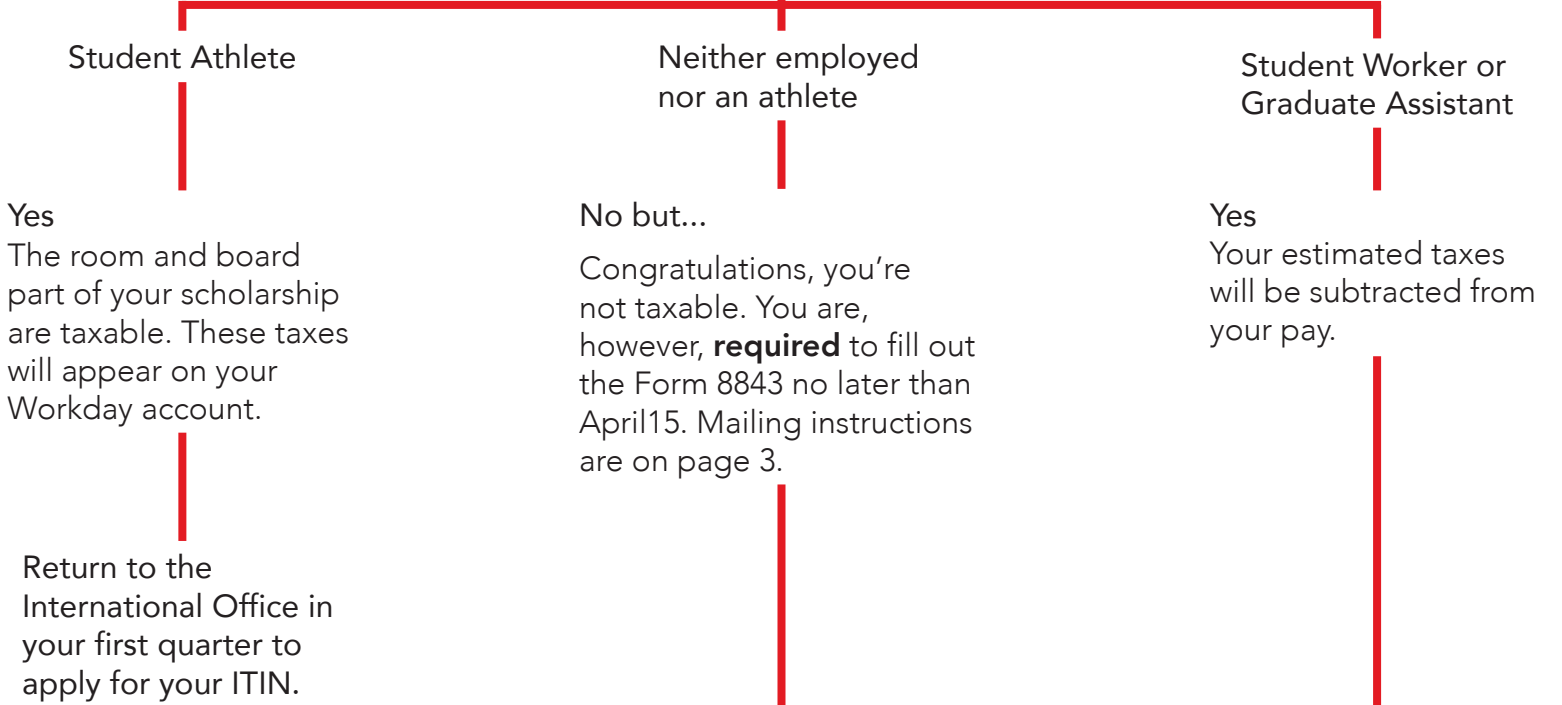 Student Athlete
Yes
The room and board
part of your scholarship
are taxable. These taxes
will appear on your
Workday account.
Return to the
International Office in
your first quarter to
apply for your ITIN.
Neither employed
nor an athlete
No but...
Congratulations, you’re
not taxable. You are,
however, required to fill out
the Form 8843 no later than
April15. Mailing instructions
are on page 3.
Student Worker or
Graduate Assistant
Yes
Your estimated taxes
will be subtracted from
your pay.